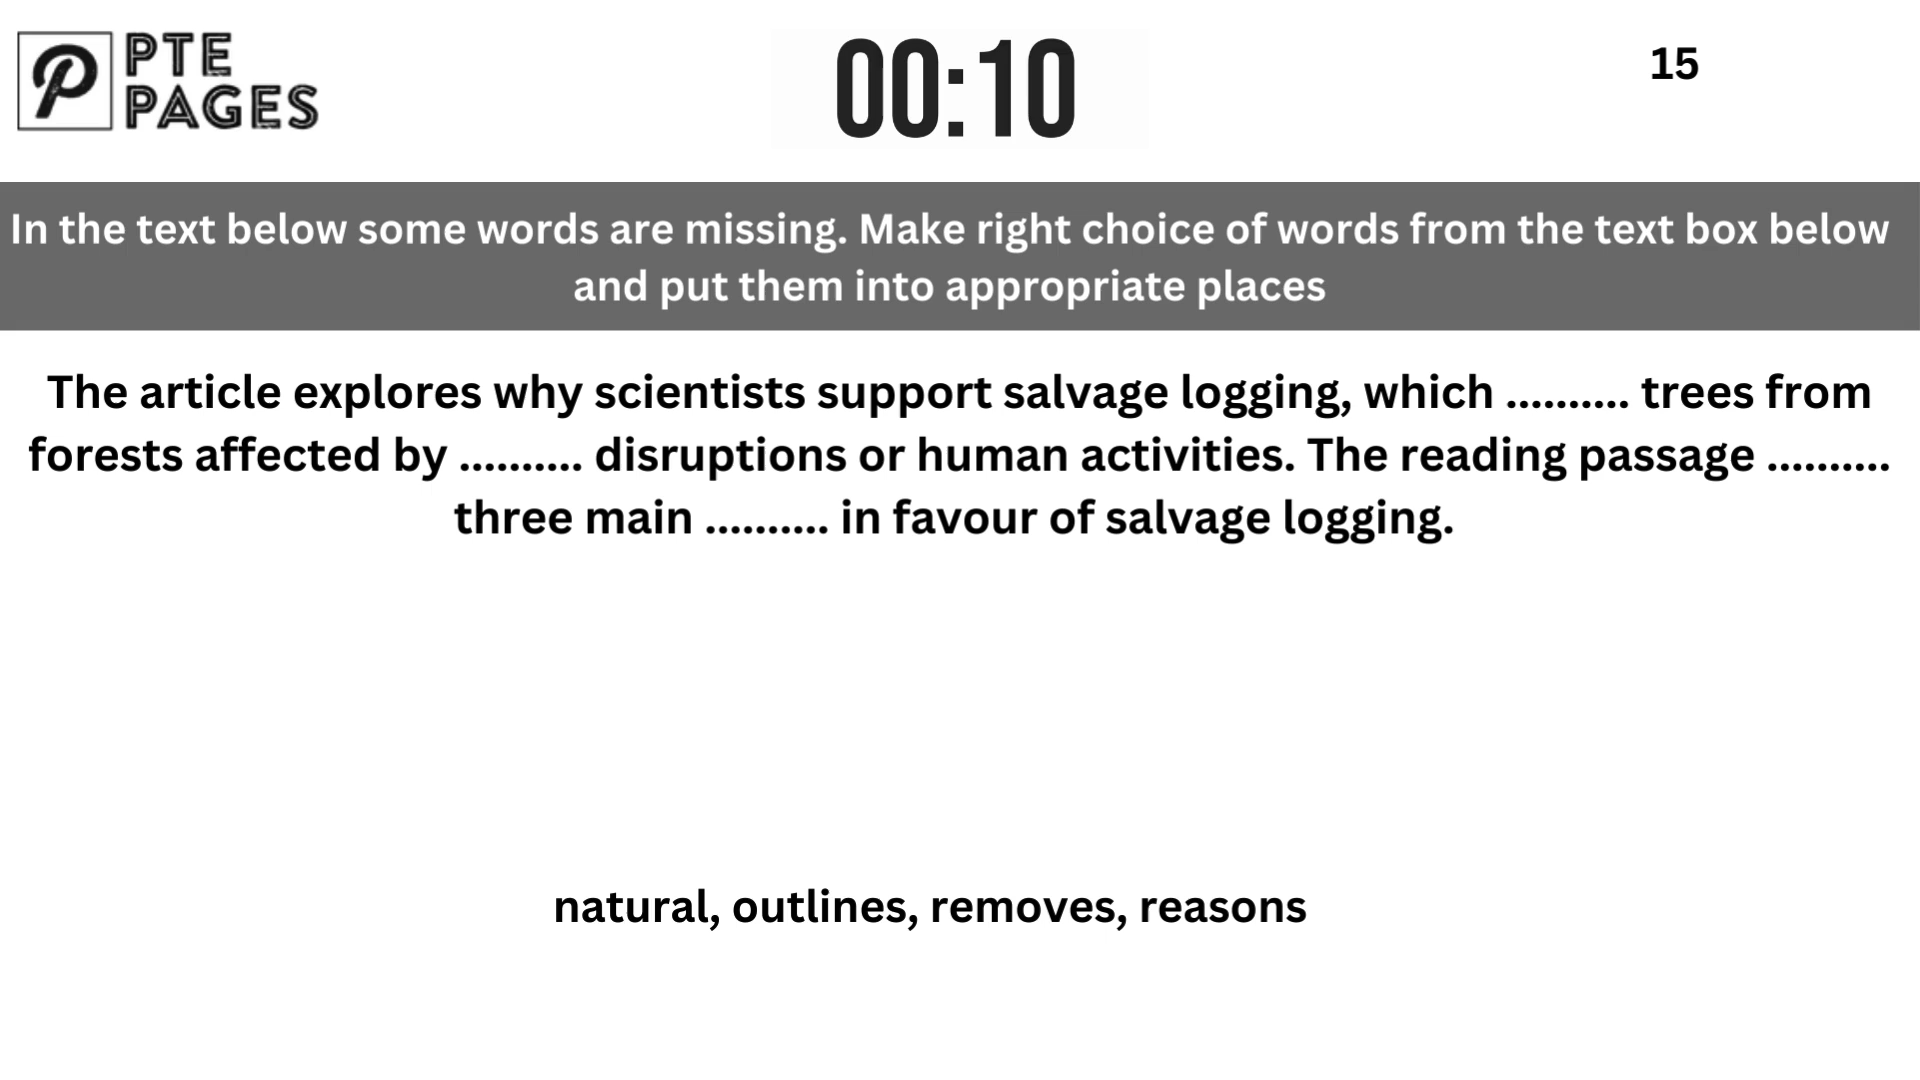 PTE
PAGES
00:10
15
In the text below some words are missing. Make right choice of words from the text box below
and put them into appropriate places
The article explores why scientists support salvage logging, which .......... trees from
forests affected by .......... disruptions or human activities. The reading passage ..........
three main .......... in favour of salvage logging.
natural, outlines, removes, reasons